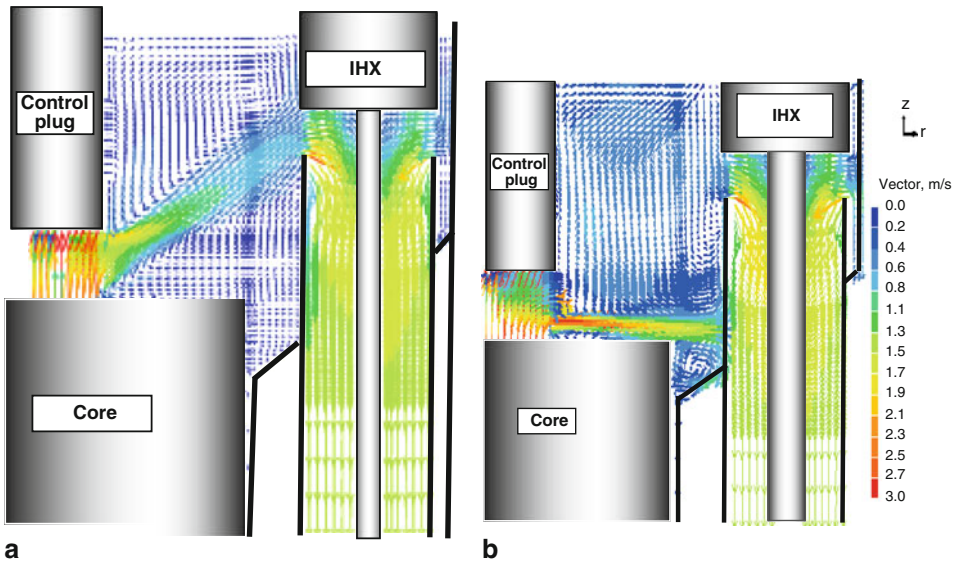 Control
plug
IHX
Core
a
Control
plug
IHX
Core
b
z
r
Vector, m/s
0.0
0.2
0.4
0.6
0.8
1.1
1.3
1.5
1.7
1.9
2.1
2.3
2.5
2.7
3.0